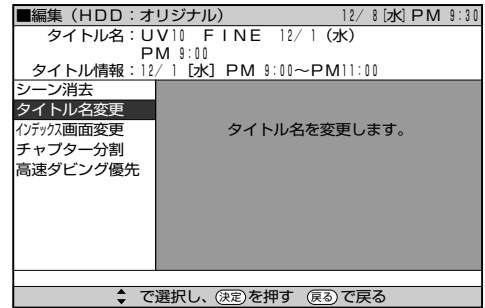 ■編集（HDD：オリジナル） 12/ 8 [水] PM 9:30
タイトル名：UV10 FINE 12/ 1（水）
PM 9:00
タイトル情報：12/ 1 [水] PM 9:00～PM11:00
シーン消去
タイトル名変更
インデックス画面変更
チャプター分割
高速ダビング優先
タイトル名を変更します。
で選択し、決定を押す 戻るで戻る